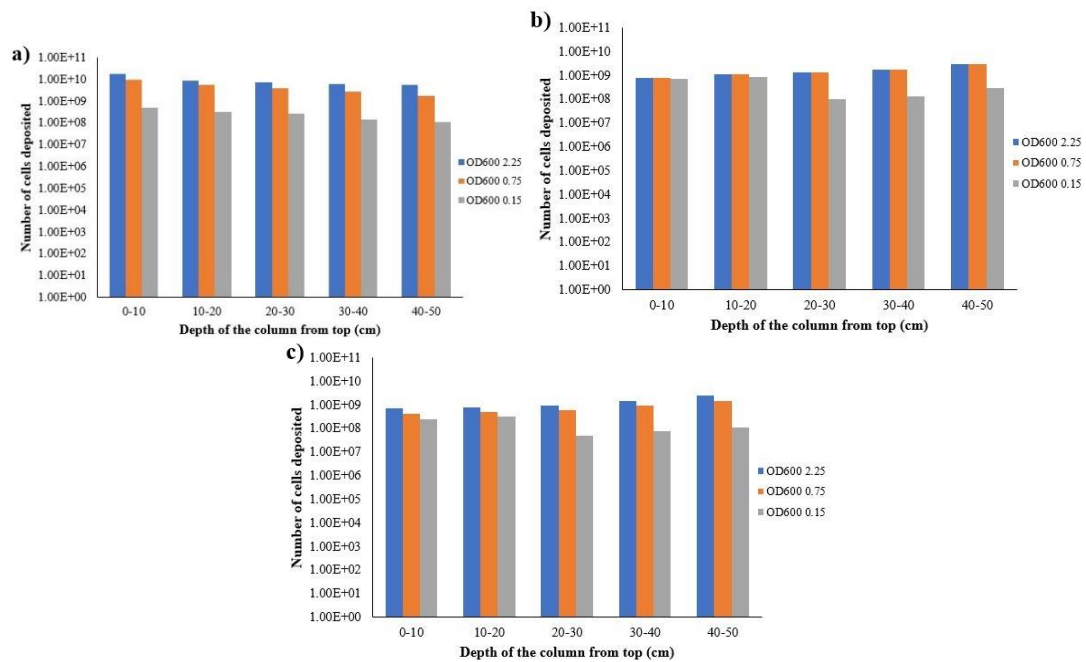 a)
Number of cells deposited
1.00E+11
1.00E+10
1.00E+09
1.00E+08
1.00E+07
1.00E+06
1.00E+05
1.00E+04
1.00E+03
1.00E+02
1.00E+01
1.00E+00
0-10 10-20 20-30 30-40 40-50
Depth of the column from top (cm)
OD600 2.25
OD600 0.75
OD600 0.15
b)
Number of cells deposited
1.00E+11
1.00E+10
1.00E+09
1.00E+08
1.00E+07
1.00E+06
1.00E+05
1.00E+04
1.00E+03
1.00E+02
1.00E+01
1.00E+00
0-10 10-20 20-30 30-40 40-50
Depth of the column from top (cm)
OD600 2.25
OD600 0.75
OD600 0.15
c)
Number of cells deposited
1.00E+11
1.00E+10
1.00E+09
1.00E+08
1.00E+07
1.00E+06
1.00E+05
1.00E+04
1.00E+03
1.00E+02
1.00E+01
1.00E+00
0-10 10-20 20-30 30-40 40-50
Depth of the column from top (cm)
OD600 2.25
OD600 0.75
OD600 0.15